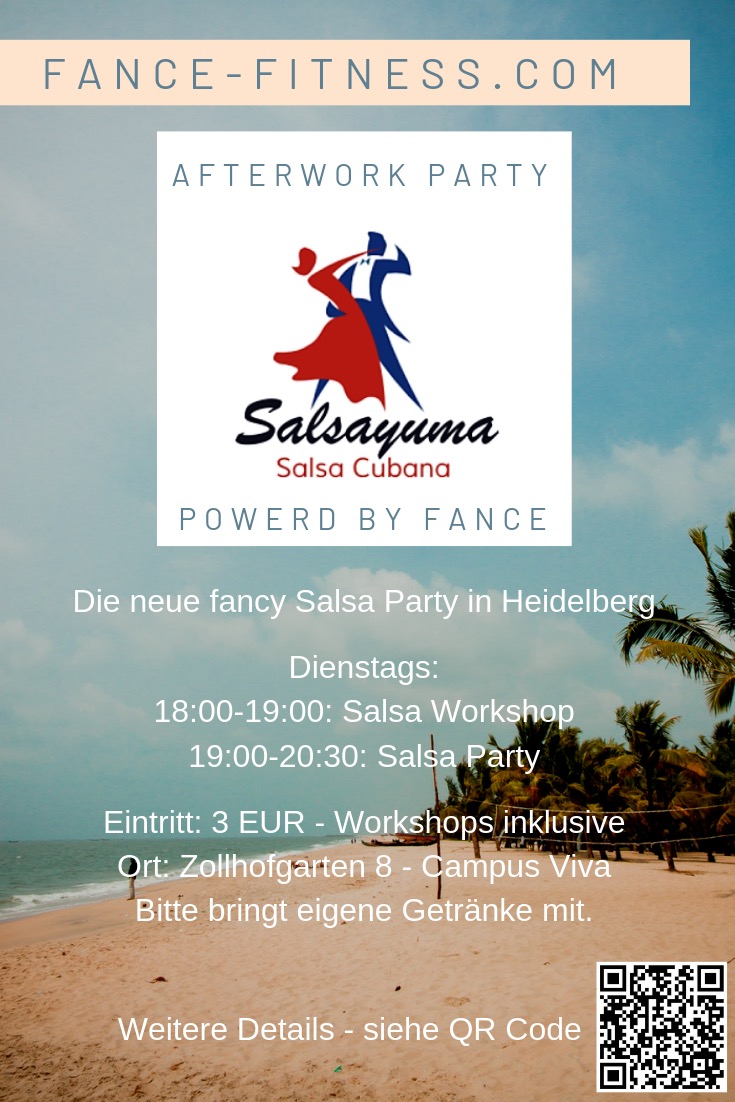 FANCE-FITNESS.COM
AFTERWORK PARTY
Salsayuma
Salsa Cubana
POWERD BY FANCE
Die neue fancy Salsa Party in Heidelberg
Dienstags:
18:00-19:00: Salsa Workshop
19:00-20:30: Salsa Party
Eintritt: 3 EUR - Workshops inklusive
Ort: Zollhofgarten 8 - Campus Viva
Bitte bringt eigene Getränke mit.
Weitere Details - siehe QR Code